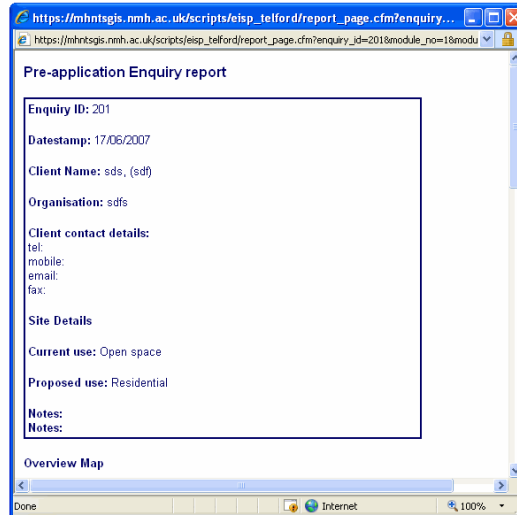 https://mhntsgis.nmh.ac.uk/scripts/eisp_telford/report_page.cfm?enquiry...
https://mhntsgis.nmh.ac.uk/scripts/eisp_telford/report_page.cfm?enquiry_id=201&module_no=1&modu
Pre-application Enquiry report
Enquiry ID: 201
Datestamp: 17/06/2007
Client Name: sds, (sdf)
Organisation: sdfs
Client contact details:
tel:
mobile:
email:
fax:
Site Details
Current use: Open space
Proposed use: Residential
Notes:
Notes:
Overview Map
Done Internet 100%